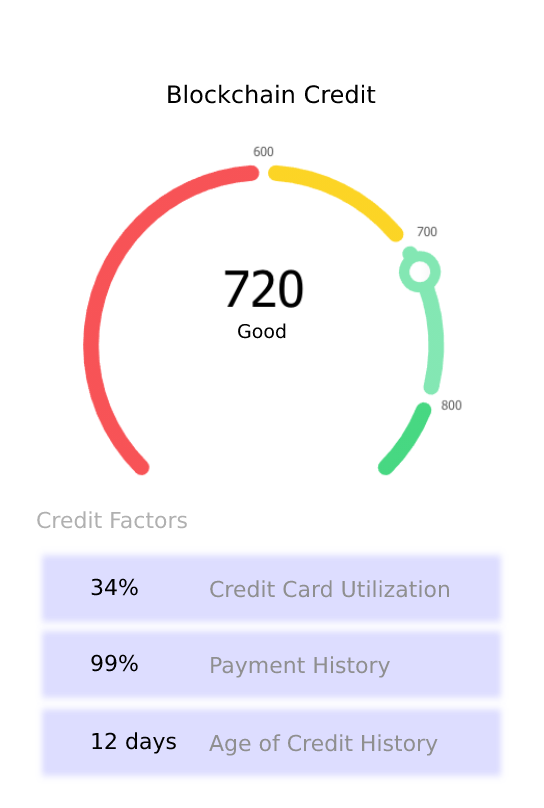 Blockchain Credit
600
700
720
Good
800
Credit Factors
34% Credit Card Utilization
99% Payment History
12 days Age of Credit History